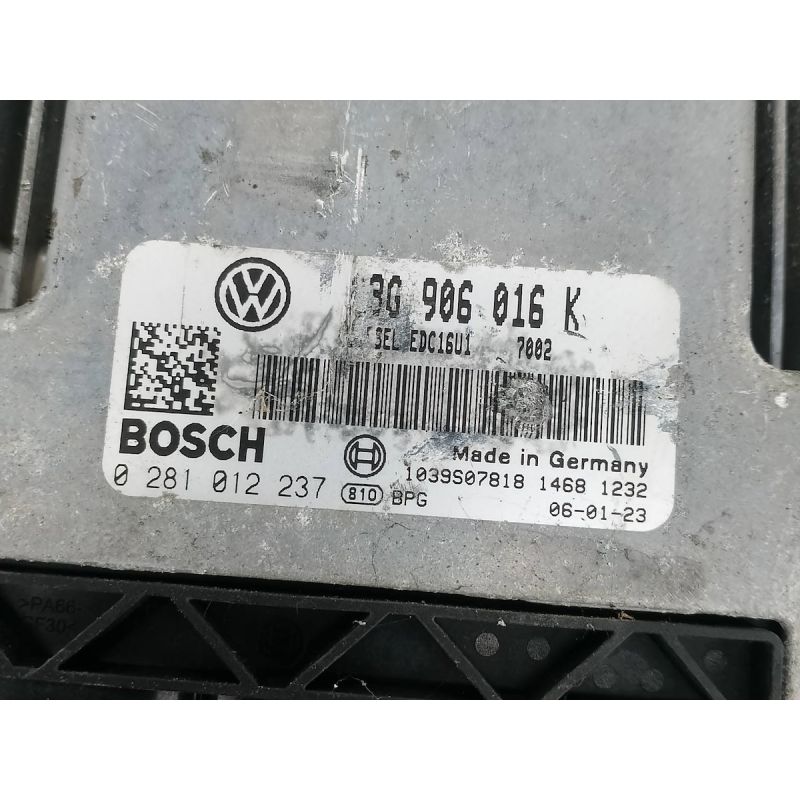 3G 906 016 K
SEL EDC16U1 7002
BOSCH
Made in Germany
0 281 012 237 810 BPG
1039S07818 1468 1232
06-01-23
>PA66-
GF30<